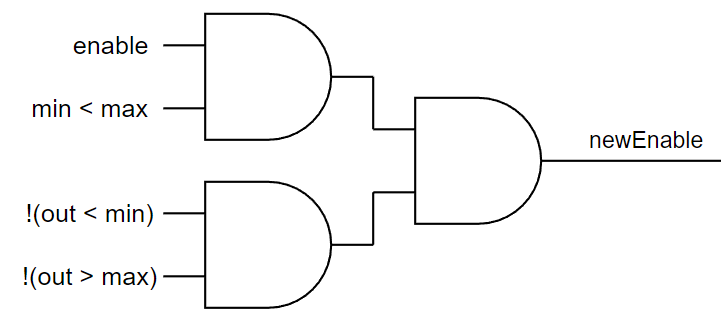 enable
min < max
newEnable
!(out < min)
!(out > max)